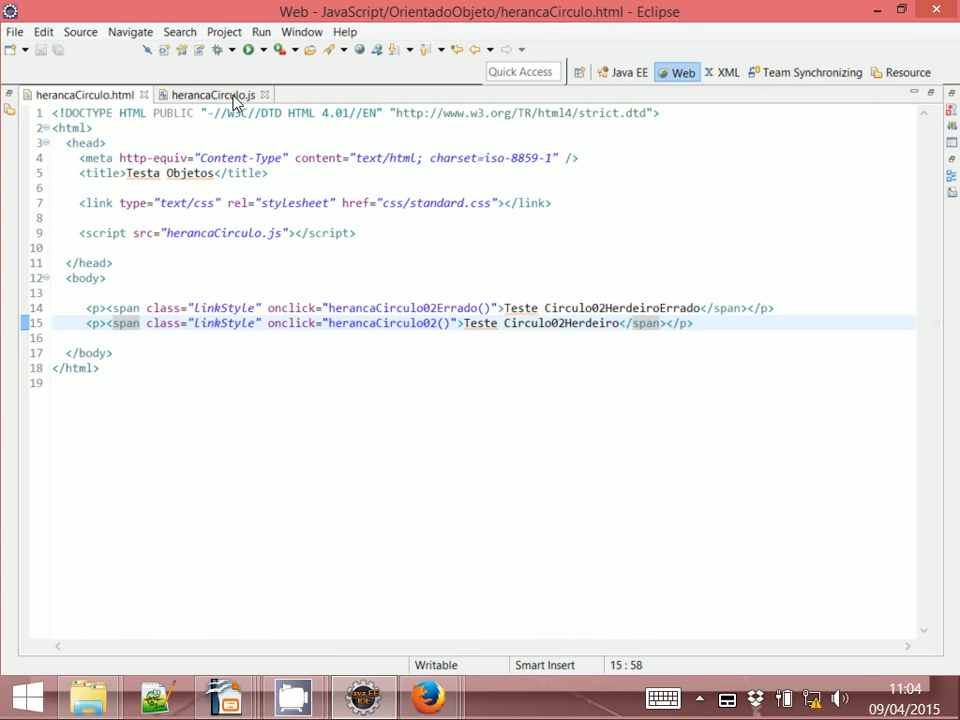 Web - JavaScript/OrientadoObjeto/herancaCirculo.html - Eclipse
File Edit Source Navigate Search Project Run Window Help
Quick Access Java EE Web XML Team Synchronizing Resource
herancaCirculo.html herancaCirculo.js
1 <!DOCTYPE HTML PUBLIC "-//W3C//DTD HTML 4.01//EN" "http://www.w3.org/TR/html4/strict.dtd">
2 <html>
3 <head>
4 <meta http-equiv="Content-Type" content="text/html; charset=iso-8859-1" />
5 <title>Testa Objetos</title>
6
7 <link type="text/css" rel="stylesheet" href="css/standard.css"></link>
8
9 <script src="herancaCirculo.js"></script>
10
11 </head>
12 <body>
13
14 <p><span class="linkStyle" onclick="herancaCirculo02Errado()">Teste Circulo02HerdeiroErrado</span></p>
15 <p><span class="linkStyle" onclick="herancaCirculo02()">Teste Circulo02Herdeiro</span></p>
16
17 </body>
18 </html>
19
Writable Smart Insert 15 : 58
Java EE
IDE
11:04
09/04/2015